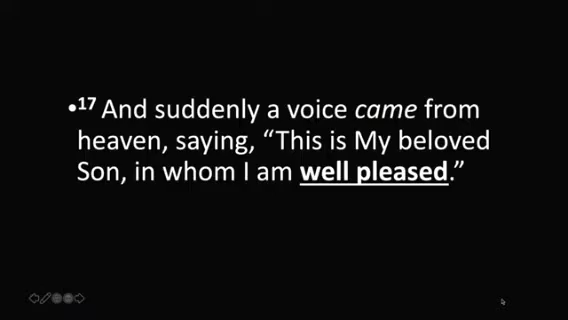 •17 And suddenly a voice came from
heaven, saying, “This is My beloved
Son, in whom I am well pleased.”